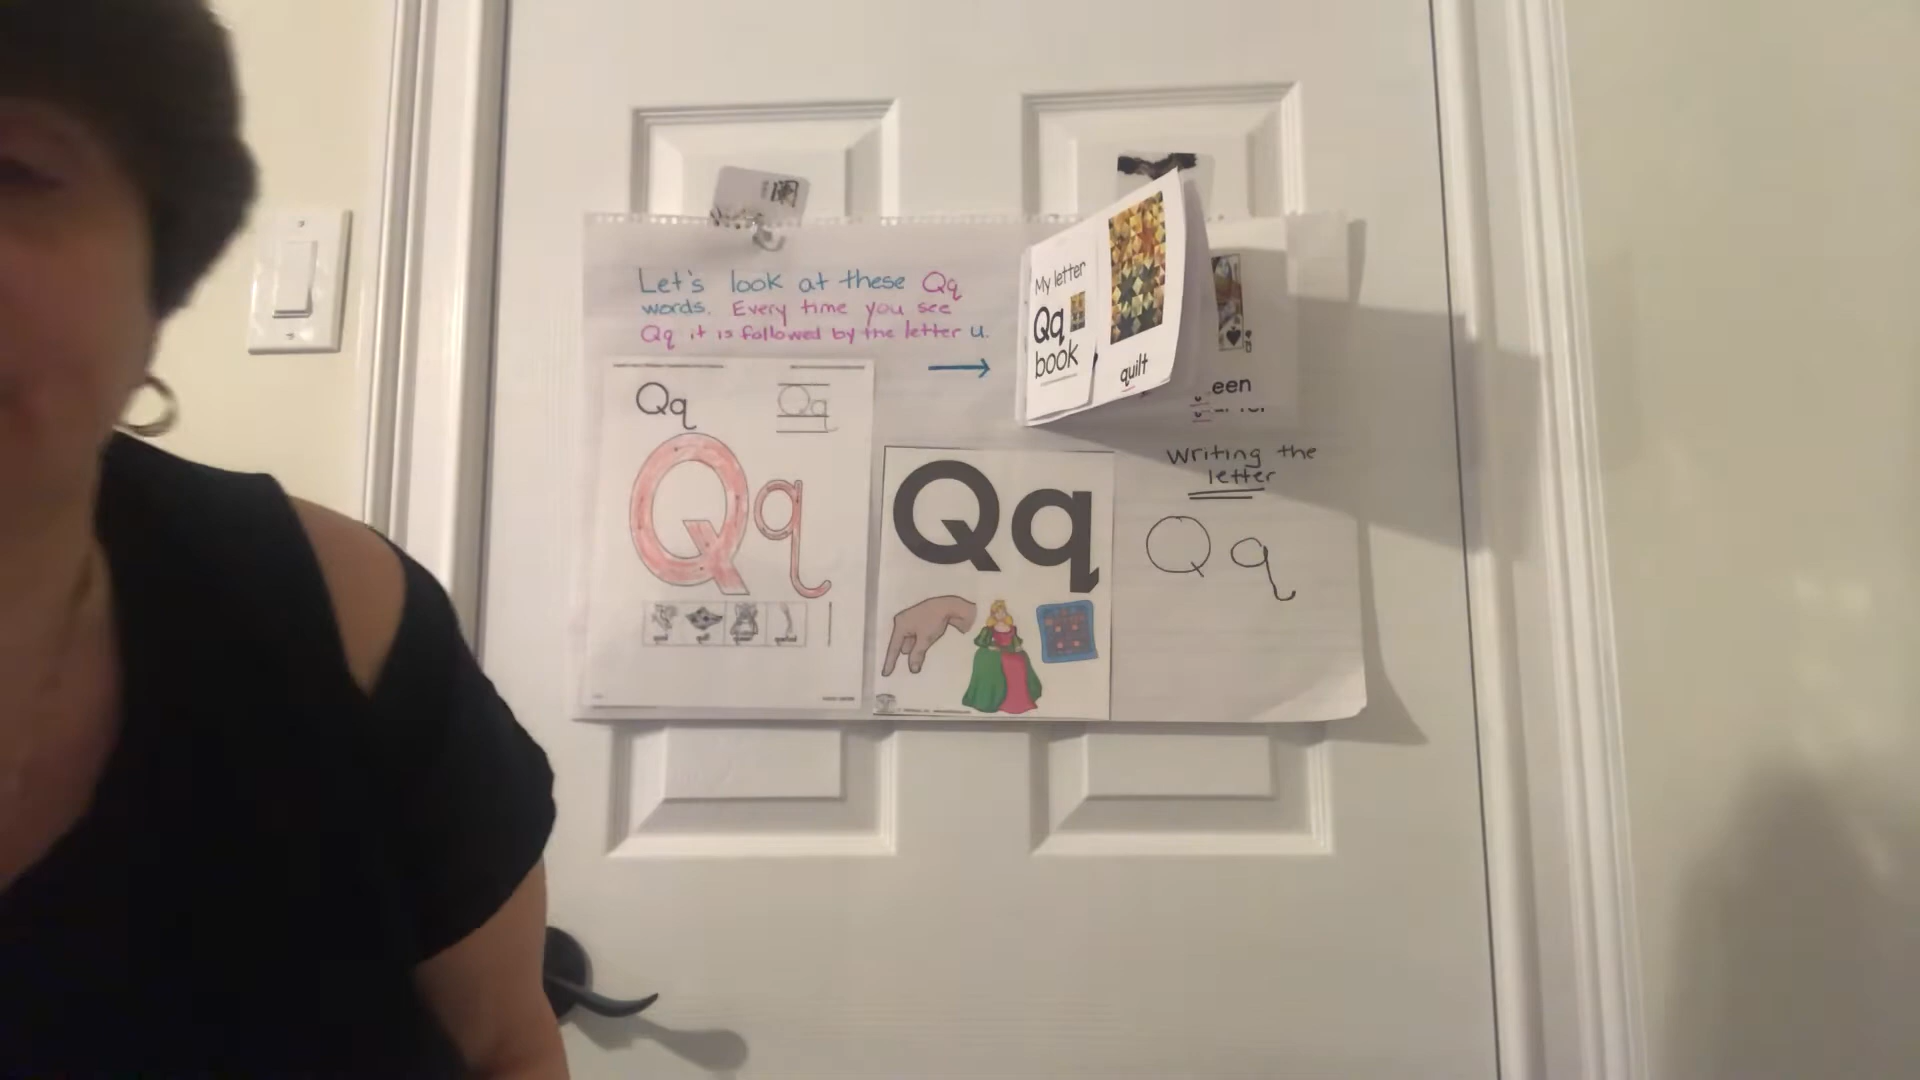 Let's look at these Qq
words. Every time you see
Qq it is followed by the letter u.
My letter
Qq
book
quilt
een
Qq
Qq
Qq
Qq
writing the
letter
Q q